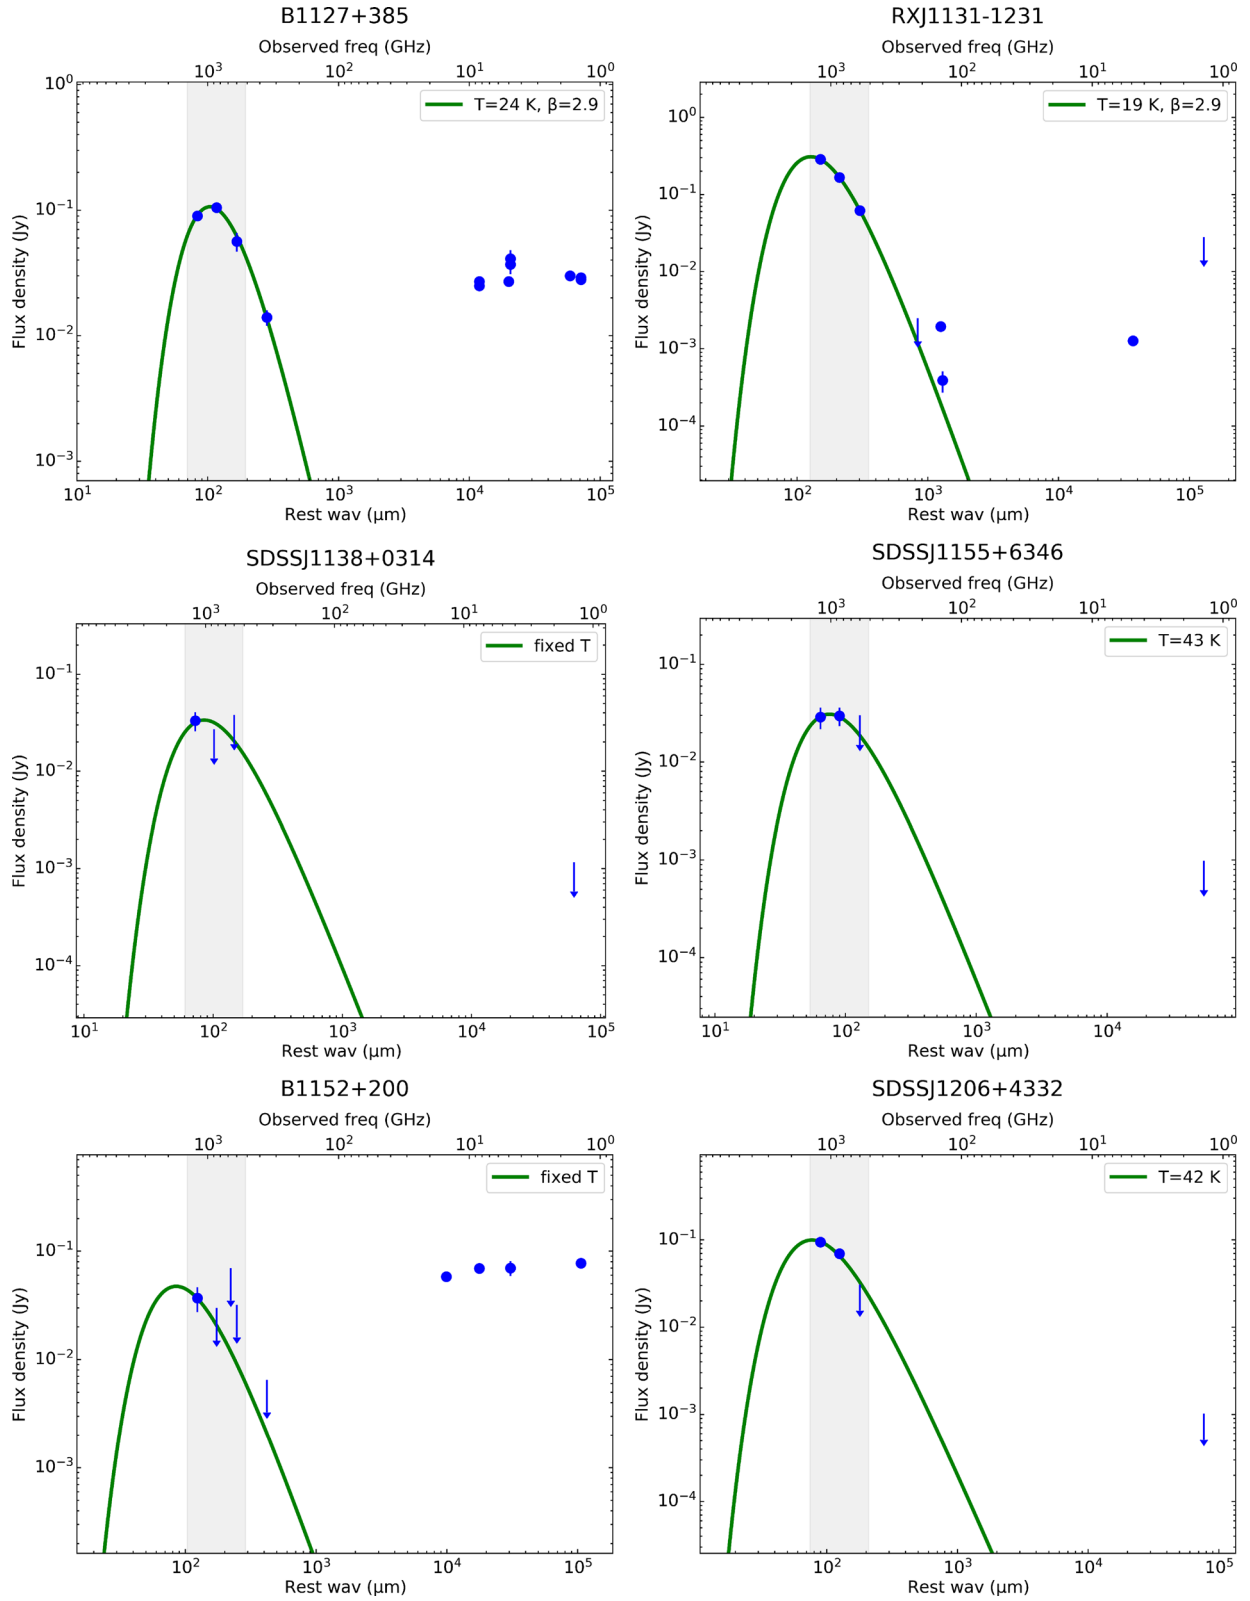 B1127+385
Observed freq (GHz)
10³ 10² 10¹ 10⁰
T=24 K, β=2.9
Flux density (Jy)
10⁰
10⁻¹
10⁻²
10⁻³
10¹ 10² 10³ 10⁴ 10⁵
Rest wav (μm)
RXJ1131-1231
Observed freq (GHz)
10³ 10² 10¹ 10⁰
T=19 K, β=2.9
Flux density (Jy)
10⁰
10⁻¹
10⁻²
10⁻³
10⁻⁴
10² 10³ 10⁴ 10⁵
Rest wav (μm)
SDSSJ1138+0314
Observed freq (GHz)
10³ 10² 10¹ 10⁰
fixed T
Flux density (Jy)
10⁻¹
10⁻²
10⁻³
10⁻⁴
10¹ 10² 10³ 10⁴ 10⁵
Rest wav (μm)
SDSSJ1155+6346
Observed freq (GHz)
10³ 10² 10¹ 10⁰
T=43 K
Flux density (Jy)
10⁻¹
10⁻²
10⁻³
10⁻⁴
10¹ 10² 10³ 10⁴
Rest wav (μm)
B1152+200
Observed freq (GHz)
10³ 10² 10¹ 10⁰
fixed T
Flux density (Jy)
10⁻¹
10⁻²
10⁻³
10² 10³ 10⁴ 10⁵
Rest wav (μm)
SDSSJ1206+4332
Observed freq (GHz)
10³ 10² 10¹ 10⁰
T=42 K
Flux density (Jy)
10⁻¹
10⁻²
10⁻³
10⁻⁴
10² 10³ 10⁴ 10⁵
Rest wav (μm)